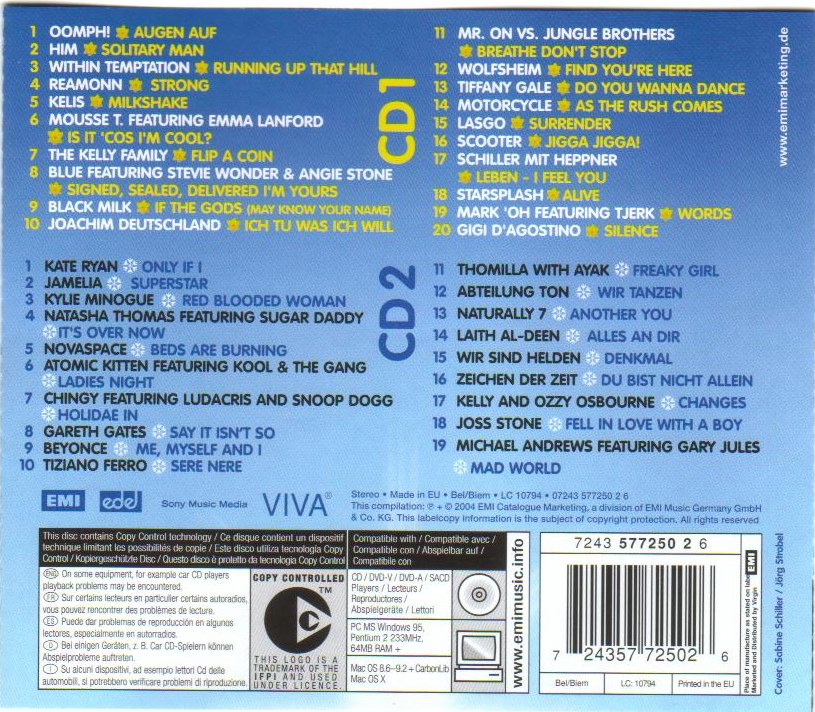 1 OOMPH! AUGEN AUF
2 HIM SOLITARY MAN
3 WITHIN TEMPTATION RUNNING UP THAT HILL
4 REAMONN STRONG
5 KELIS MILKSHAKE
6 MOUSSE T. FEATURING EMMA LANFORD
IS IT 'COS I'M COOL?
7 THE KELLY FAMILY FLIP A COIN
8 BLUE FEATURING STEVIE WONDER & ANGIE STONE
SIGNED, SEALED, DELIVERED I'M YOURS
9 BLACK MILK IF THE GODS (MAY KNOW YOUR NAME)
10 JOACHIM DEUTSCHLAND ICH TU WAS ICH WILL
CD 1
11 MR. ON VS. JUNGLE BROTHERS
BREATHE DON'T STOP
12 WOLFSHEIM FIND YOU'RE HERE
13 TIFFANY GALE DO YOU WANNA DANCE
14 MOTORCYCLE AS THE RUSH COMES
15 LASGO SURRENDER
16 SCOOTER JIGGA JIGGA!
17 SCHILLER MIT HEPPNER
LEBEN - I FEEL YOU
18 STARSPLASH ALIVE
19 MARK 'OH FEATURING TJERK WORDS
20 GIGI D'AGOSTINO SILENCE
www.emimarketing.de
1 KATE RYAN ONLY IF I
2 JAMELIA SUPERSTAR
3 KYLIE MINOGUE RED BLOODED WOMAN
4 NATASHA THOMAS FEATURING SUGAR DADDY
IT'S OVER NOW
5 NOVASPACE BEDS ARE BURNING
6 ATOMIC KITTEN FEATURING KOOL & THE GANG
LADIES NIGHT
7 CHINGY FEATURING LUDACRIS AND SNOOP DOGG
HOLIDAE IN
8 GARETH GATES SAY IT ISN'T SO
9 BEYONCE ME, MYSELF AND I
10 TIZIANO FERRO SERE NERE
CD 2
11 THOMILLA WITH AYAK FREAKY GIRL
12 ABTEILUNG TON WIR TANZEN
13 NATURALLY 7 ANOTHER YOU
14 LAITH AL-DEEN ALLES AN DIR
15 WIR SIND HELDEN DENKMAL
16 ZEICHEN DER ZEIT DU BIST NICHT ALLEIN
17 KELLY AND OZZY OSBOURNE CHANGES
18 JOSS STONE FELL IN LOVE WITH A BOY
19 MICHAEL ANDREWS FEATURING GARY JULES
MAD WORLD
EMI edel Sony Music Media VIVA®
Stereo • Made in EU • Bel/Biem • LC 10794 • 07243 577250 2 6
This compilation: ℗ + © 2004 EMI Catalogue Marketing, a division of EMI Music Germany GmbH
& Co. KG. This labelcopy information is the subject of copyright protection. All rights reserved
This disc contains Copy Control technology / Ce disque contient un dispositif
technique limitant les possibilités de copie / Este disco utiliza tecnología Copy
Control / Kopiergeschützte Disc / Questo disco è protetto da tecnologia Copy Control
ENG On some equipment, for example car CD players
playback problems may be encountered.
FR Sur certains lecteurs en particulier certains autoradios,
vous pouvez rencontrer des problèmes de lecture.
ES Puede dar problemas de reproducción en algunos
lectores, especialmente en autorradios.
D Bei einigen Geräten, z. B. Car CD-Spielern können
Abspielprobleme auftreten.
I Su alcuni dispositivi, ad esempio lettori Cd delle
automobili, si potrebbero verificare problemi di riproduzione.
COPY CONTROLLED
TM
THIS LOGO IS A
TRADEMARK OF THE
IFPI AND USED
UNDER LICENCE.
Compatible with / Compatible avec /
Compatible con / Abspielbar auf /
Compatibile con
CD / DVD-V / DVD-A / SACD
Players / Lecteurs /
Reproductores /
Abspielgeräte / Lettori
PC MS Windows 95,
Pentium 2 233MHz,
64MB RAM +
Mac OS 8.6–9.2 + CarbonLib
Mac OS X
www.emimusic.info
7243 577250 2 6
7 24357 72502 6
Bel/Biem LC: 10794 Printed in the EU
EMI
Place of manufacture as stated on label
Marketed and Distributed by Virgin
Cover: Sabine Schiller / Jörg Strobel